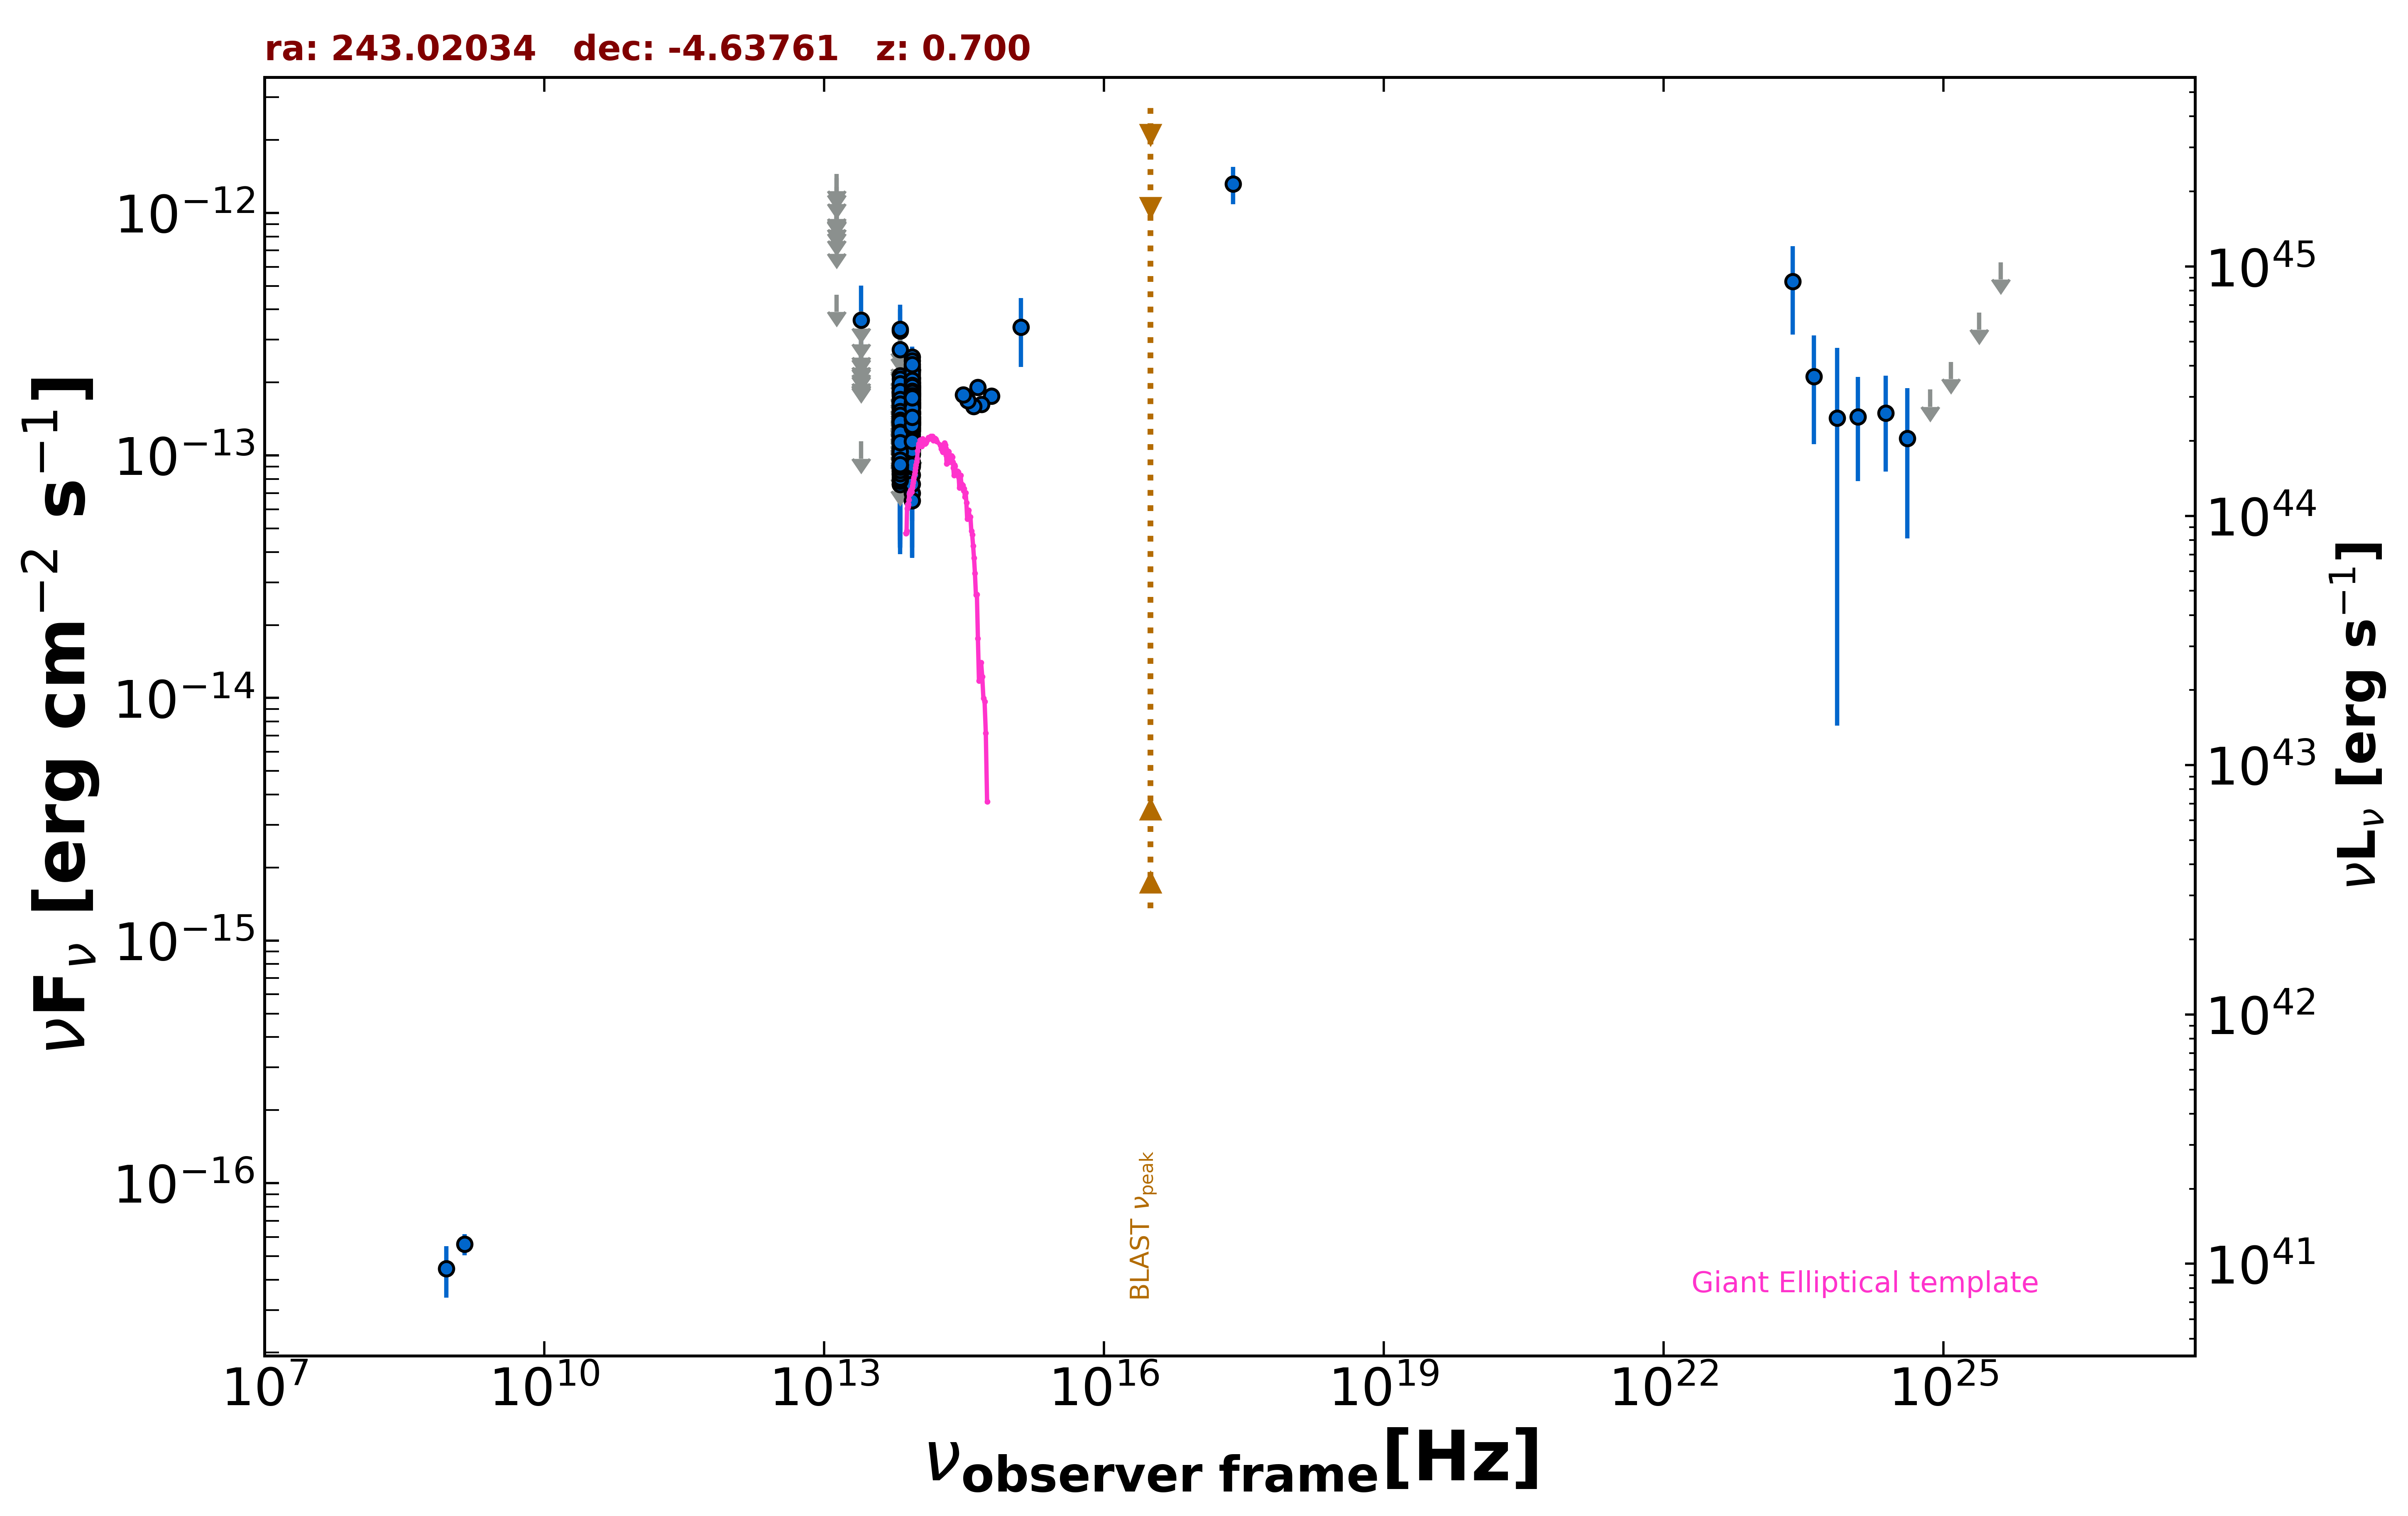 ra: 243.02034   dec: -4.63761   z: 0.700
νF_ν [erg cm^−2 s^−1]
10^−12
10^−13
10^−14
10^−15
10^−16
10^45
10^44
10^43
10^42
10^41
νL_ν [erg s^−1]
BLAST ν_peak
Giant Elliptical template
10^7
10^10
10^13
10^16
10^19
10^22
10^25
ν_observer frame[Hz]